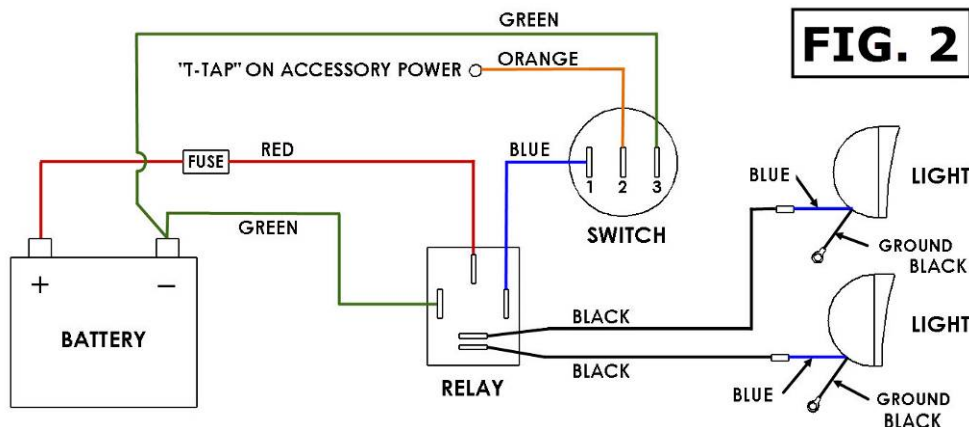 GREEN
FIG. 2
"T-TAP" ON ACCESSORY POWER
ORANGE
FUSE
RED
BLUE
1 2 3
SWITCH
BLUE
LIGHT
GROUND
BLACK
GREEN
+ −
BATTERY
RELAY
BLACK
BLACK
LIGHT
BLUE
GROUND
BLACK